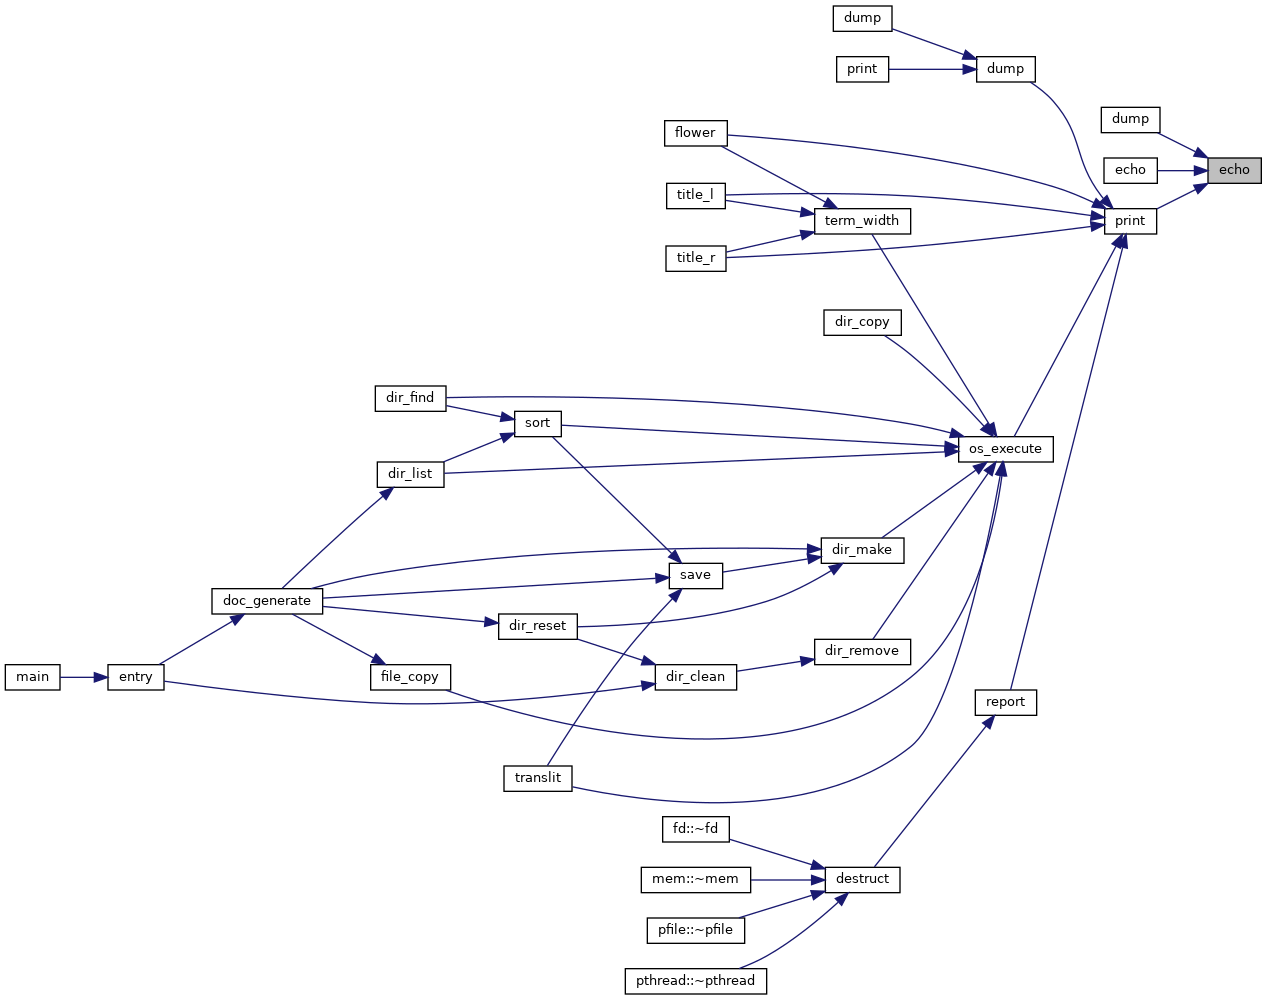 dump
print
dump
dump
flower
echo
echo
title_l
term_width
print
title_r
dir_copy
dir_find
sort
os_execute
dir_list
dir_make
save
doc_generate
dir_reset
dir_remove
main
entry
file_copy
dir_clean
report
translit
fd::~fd
destruct
mem::~mem
pfile::~pfile
pthread::~pthread